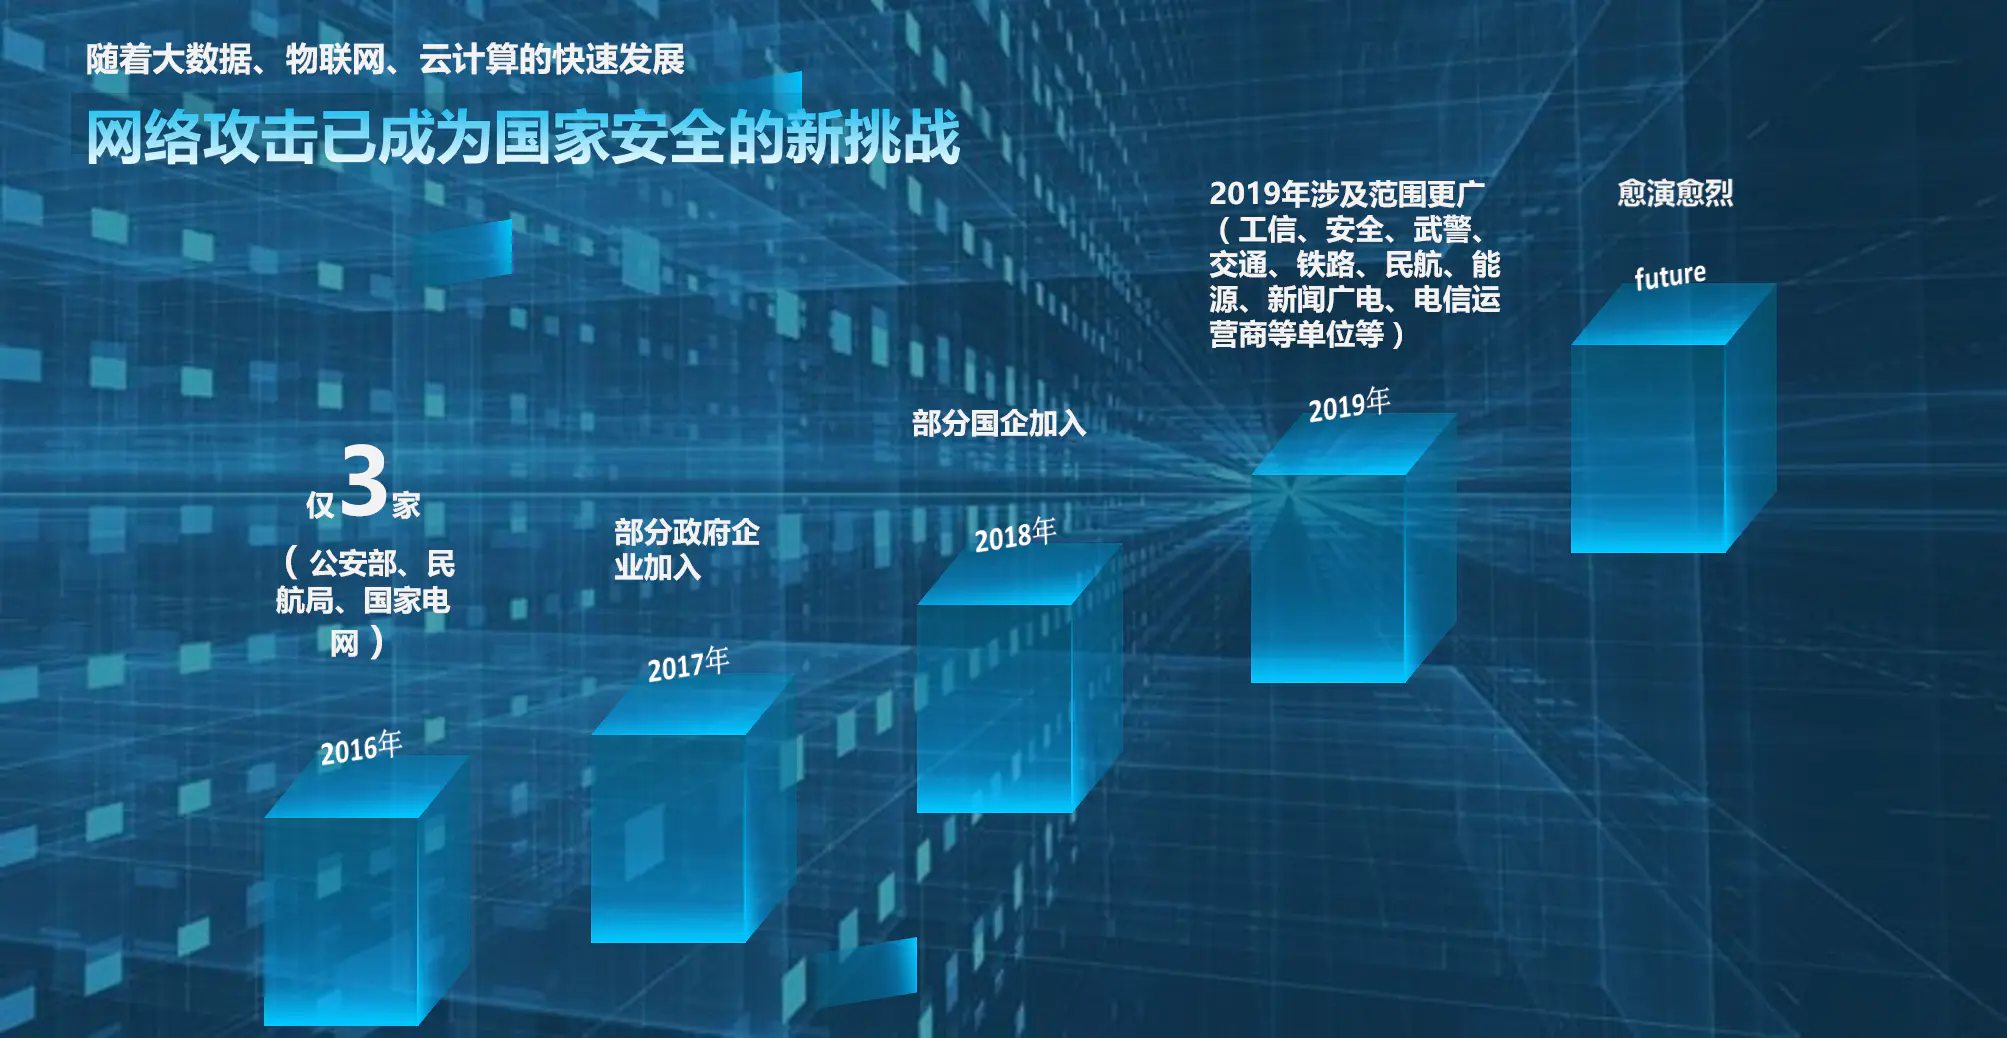 随着大数据、物联网、云计算的快速发展
网络攻击已成为国家安全的新挑战
仅3家
（公安部、民
航局、国家电
网）
2016年
部分政府企
业加入
2017年
部分国企加入
2018年
2019年涉及范围更广
（工信、安全、武警、
交通、铁路、民航、能
源、新闻广电、电信运
营商等单位等）
2019年
愈演愈烈
future